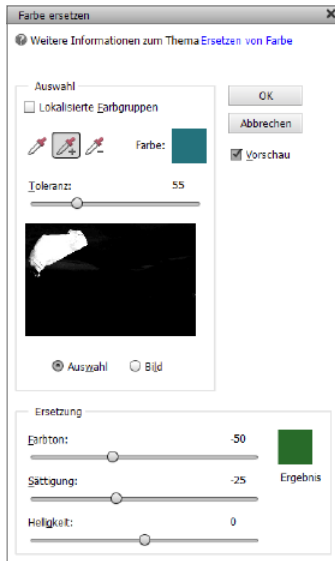 Farbe ersetzen
Weitere Informationen zum Thema Ersetzen von Farbe
Auswahl
Lokalisierte Farbgruppen
OK
Abbrechen
Farbe:
Vorschau
Toleranz: 55
Auswahl Bild
Ersetzung
Farbton: -50
Ergebnis
Sättigung: -25
Helligkeit: 0